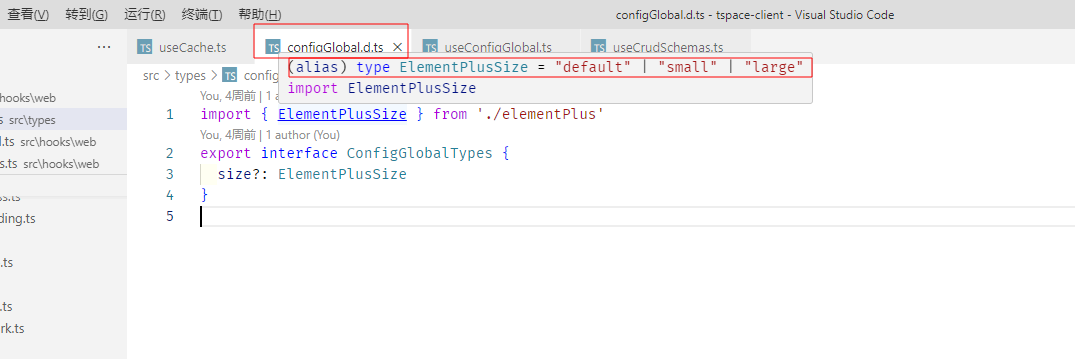 查看(V) 转到(G) 运行(R) 终端(T) 帮助(H) configGlobal.d.ts - tspace-client - Visual Studio Code
··· TS useCache.ts TS configGlobal.d.ts × TS useConfigGlobal.ts TS useCrudSchemas.ts
(alias) type ElementPlusSize = "default" | "small" | "large"
import ElementPlusSize
src > types > TS config
hooks\web
s src\types
d.ts src\hooks\web
s.ts src\hooks\web
ss.ts
ding.ts
.ts
.ts
rk.ts
You, 4周前 | 1 a
1 import { ElementPlusSize } from './elementPlus'
You, 4周前 | 1 author (You)
2 export interface ConfigGlobalTypes {
3 size?: ElementPlusSize
4 }
5